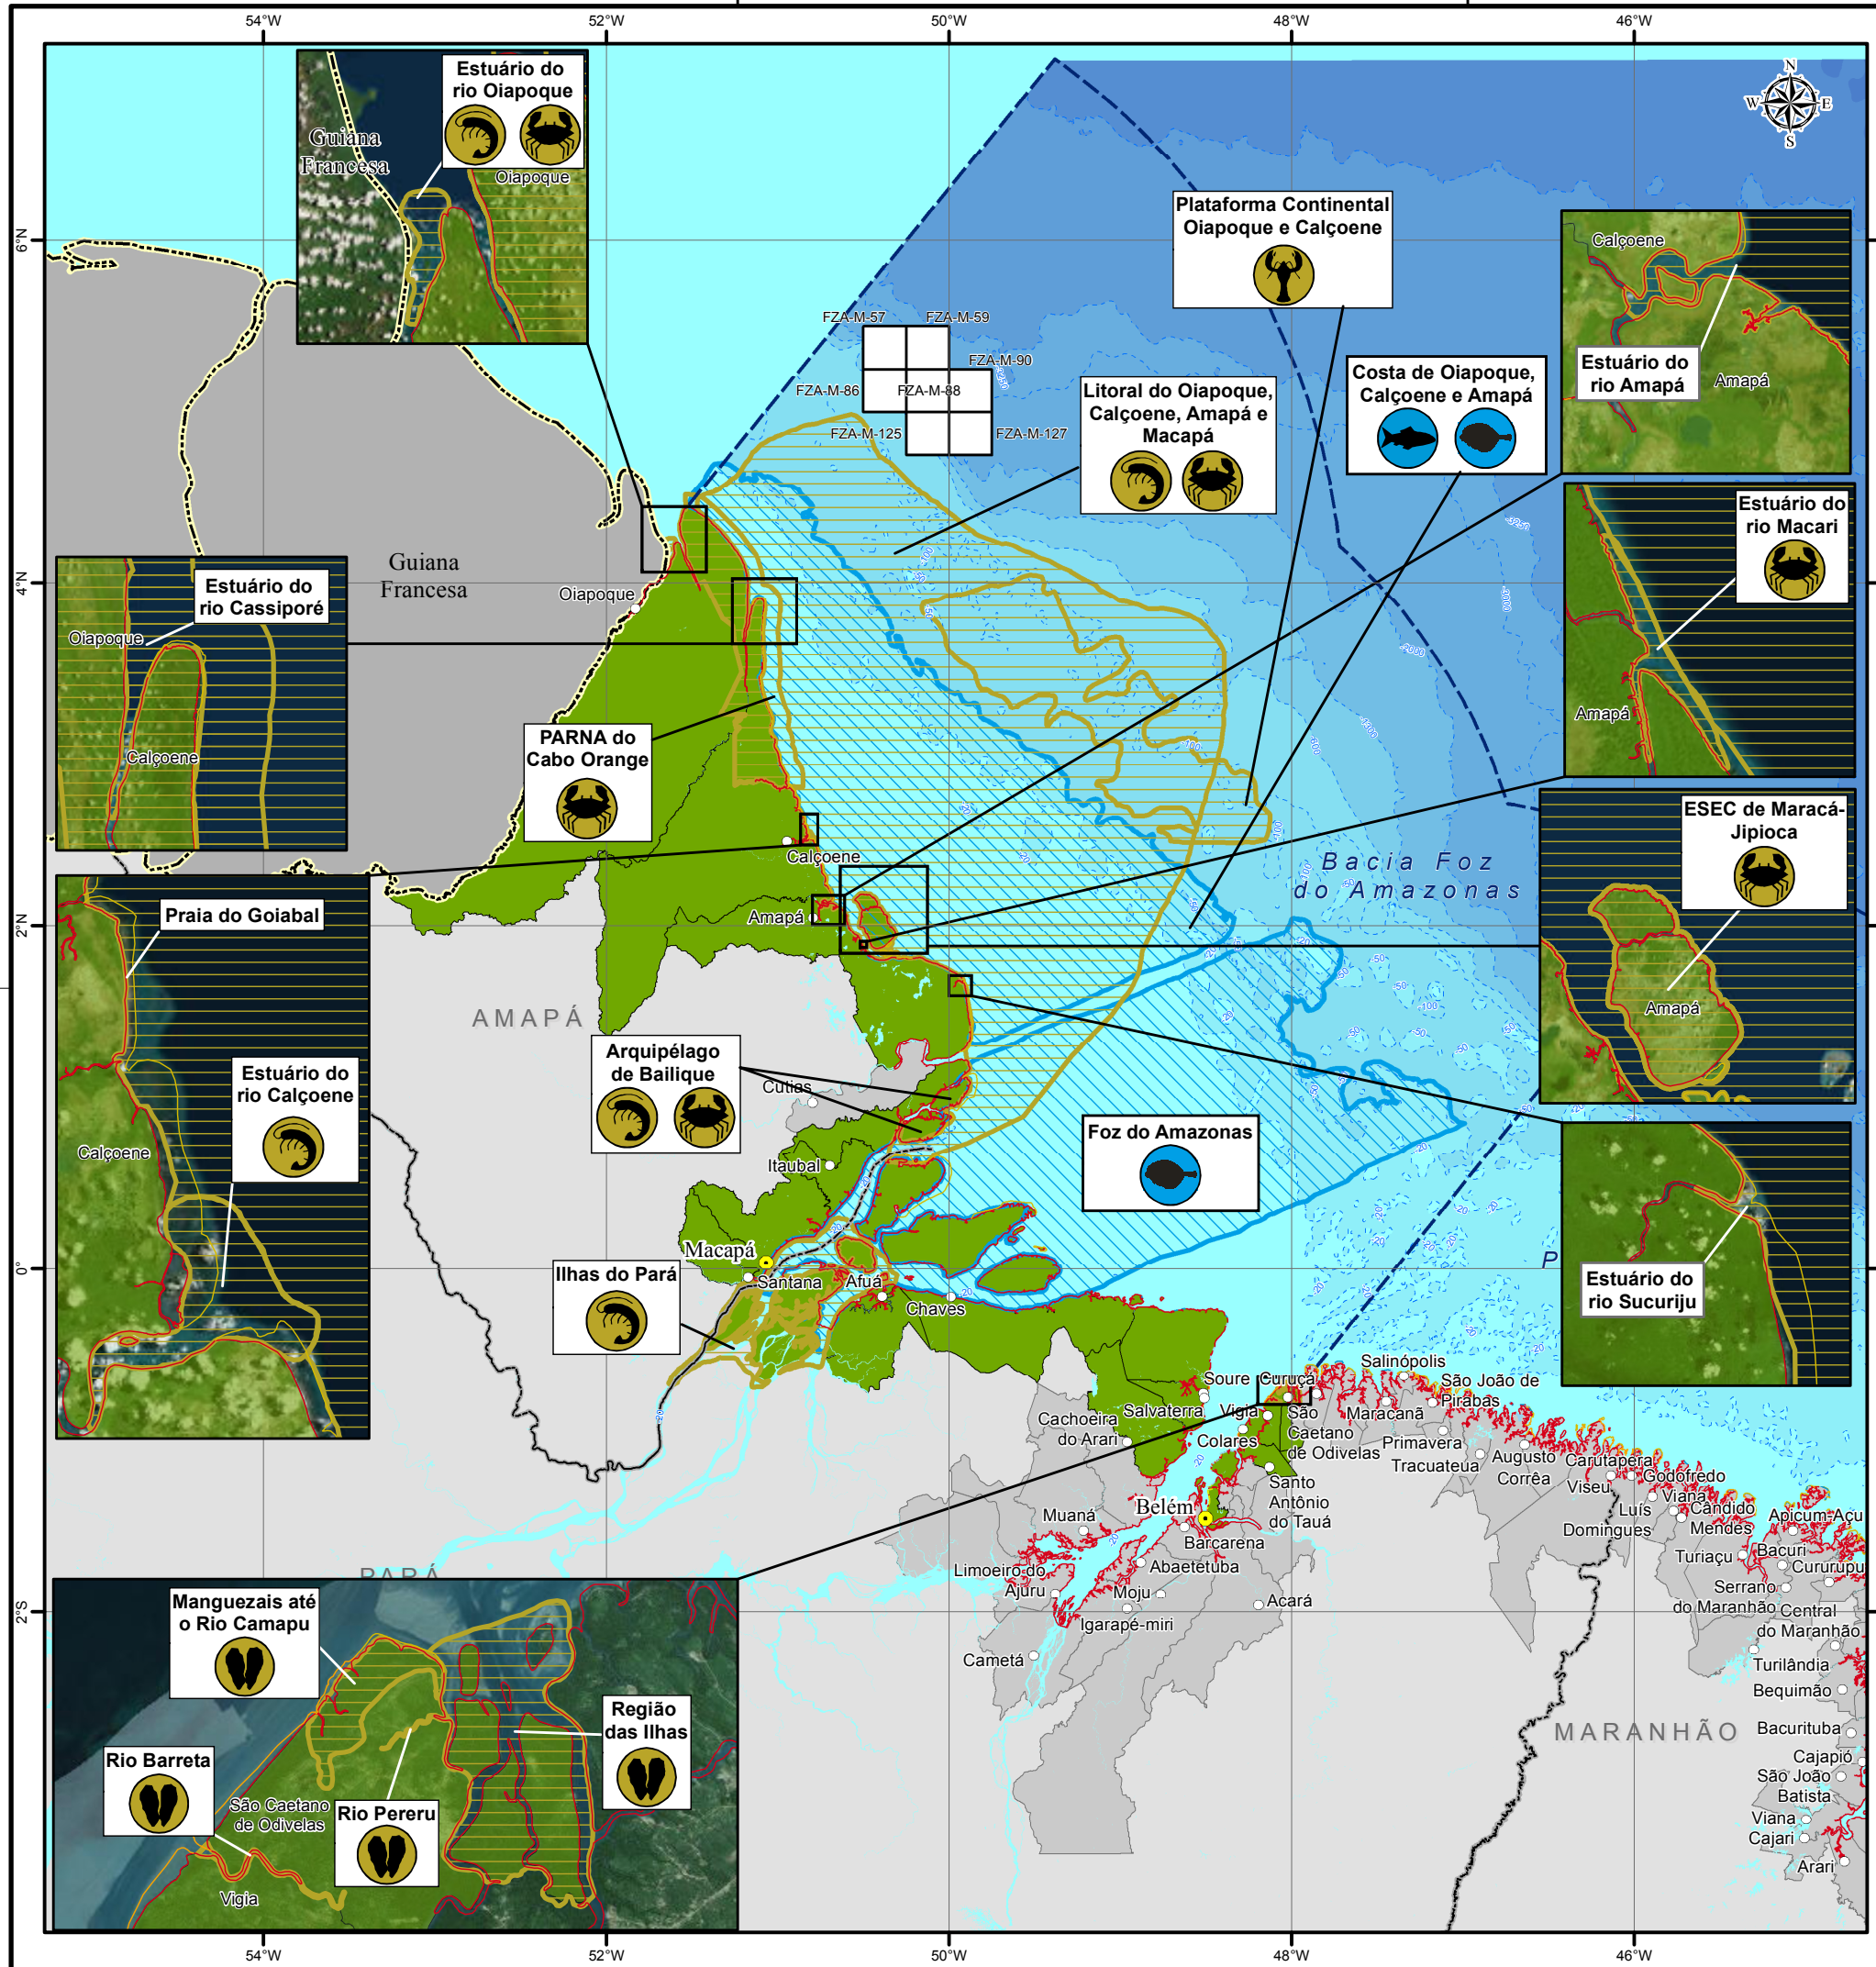 54°W
52°W
50°W
48°W
46°W
N
W
E
S
6°N
4°N
2°N
0°
2°S
Estuário do
rio Oiapoque
Guiana
Francesa
Oiapoque
Plataforma Continental
Oiapoque e Calçoene
Calçoene
Estuário do
rio Amapá
Amapá
FZA-M-57
FZA-M-59
FZA-M-90
FZA-M-86
FZA-M-88
FZA-M-125
FZA-M-127
Litoral do Oiapoque,
Calçoene, Amapá e
Macapá
Costa de Oiapoque,
Calçoene e Amapá
Estuário do
rio Macari
Amapá
Guiana
Francesa
Oiapoque
Estuário do
rio Cassiporé
Oiapoque
Calçoene
PARNA do
Cabo Orange
ESEC de Maracá-
Jipioca
Amapá
Calçoene
Amapá
Bacia Foz
do Amazonas
Praia do Goiabal
Estuário do
rio Calçoene
Calçoene
AMAPÁ
Arquipélago
de Bailique
Cutias
Itaubal
Foz do Amazonas
Estuário do
rio Sucuriju
P
Macapá
Santana
Afuá
Chaves
Ilhas do Pará
Soure
Curuçá
Salinópolis
São João de
Pirabas
Salvaterra
Vigia
São
Caetano
de Odivelas
Maracanã
Cachoeira
do Arari
Colares
Primavera
Tracuateua
Augusto
Corrêa
Carutapera
Viseu
Godofredo
Viana
Luís
Domingues
Cândido
Mendes
Apicum-Açu
Santo
Antônio
do Tauá
Belém
Muaná
Barcarena
Abaetetuba
Limoeiro do
Ajuru
Moju
Igarapé-miri
Acará
Cametá
Turiaçu
Bacuri
Cururupu
Serrano
do Maranhão
Central
do Maranhão
Turilândia
Bequimão
MARANHÃO
Bacurituba
Cajapió
São João
Batista
Viana
Cajari
Arari
PARÁ
Manguezais até
o Rio Camapu
Região
das Ilhas
Rio Barreta
Rio Pereru
São Caetano
de Odivelas
Vigia
54°W
52°W
50°W
48°W
46°W